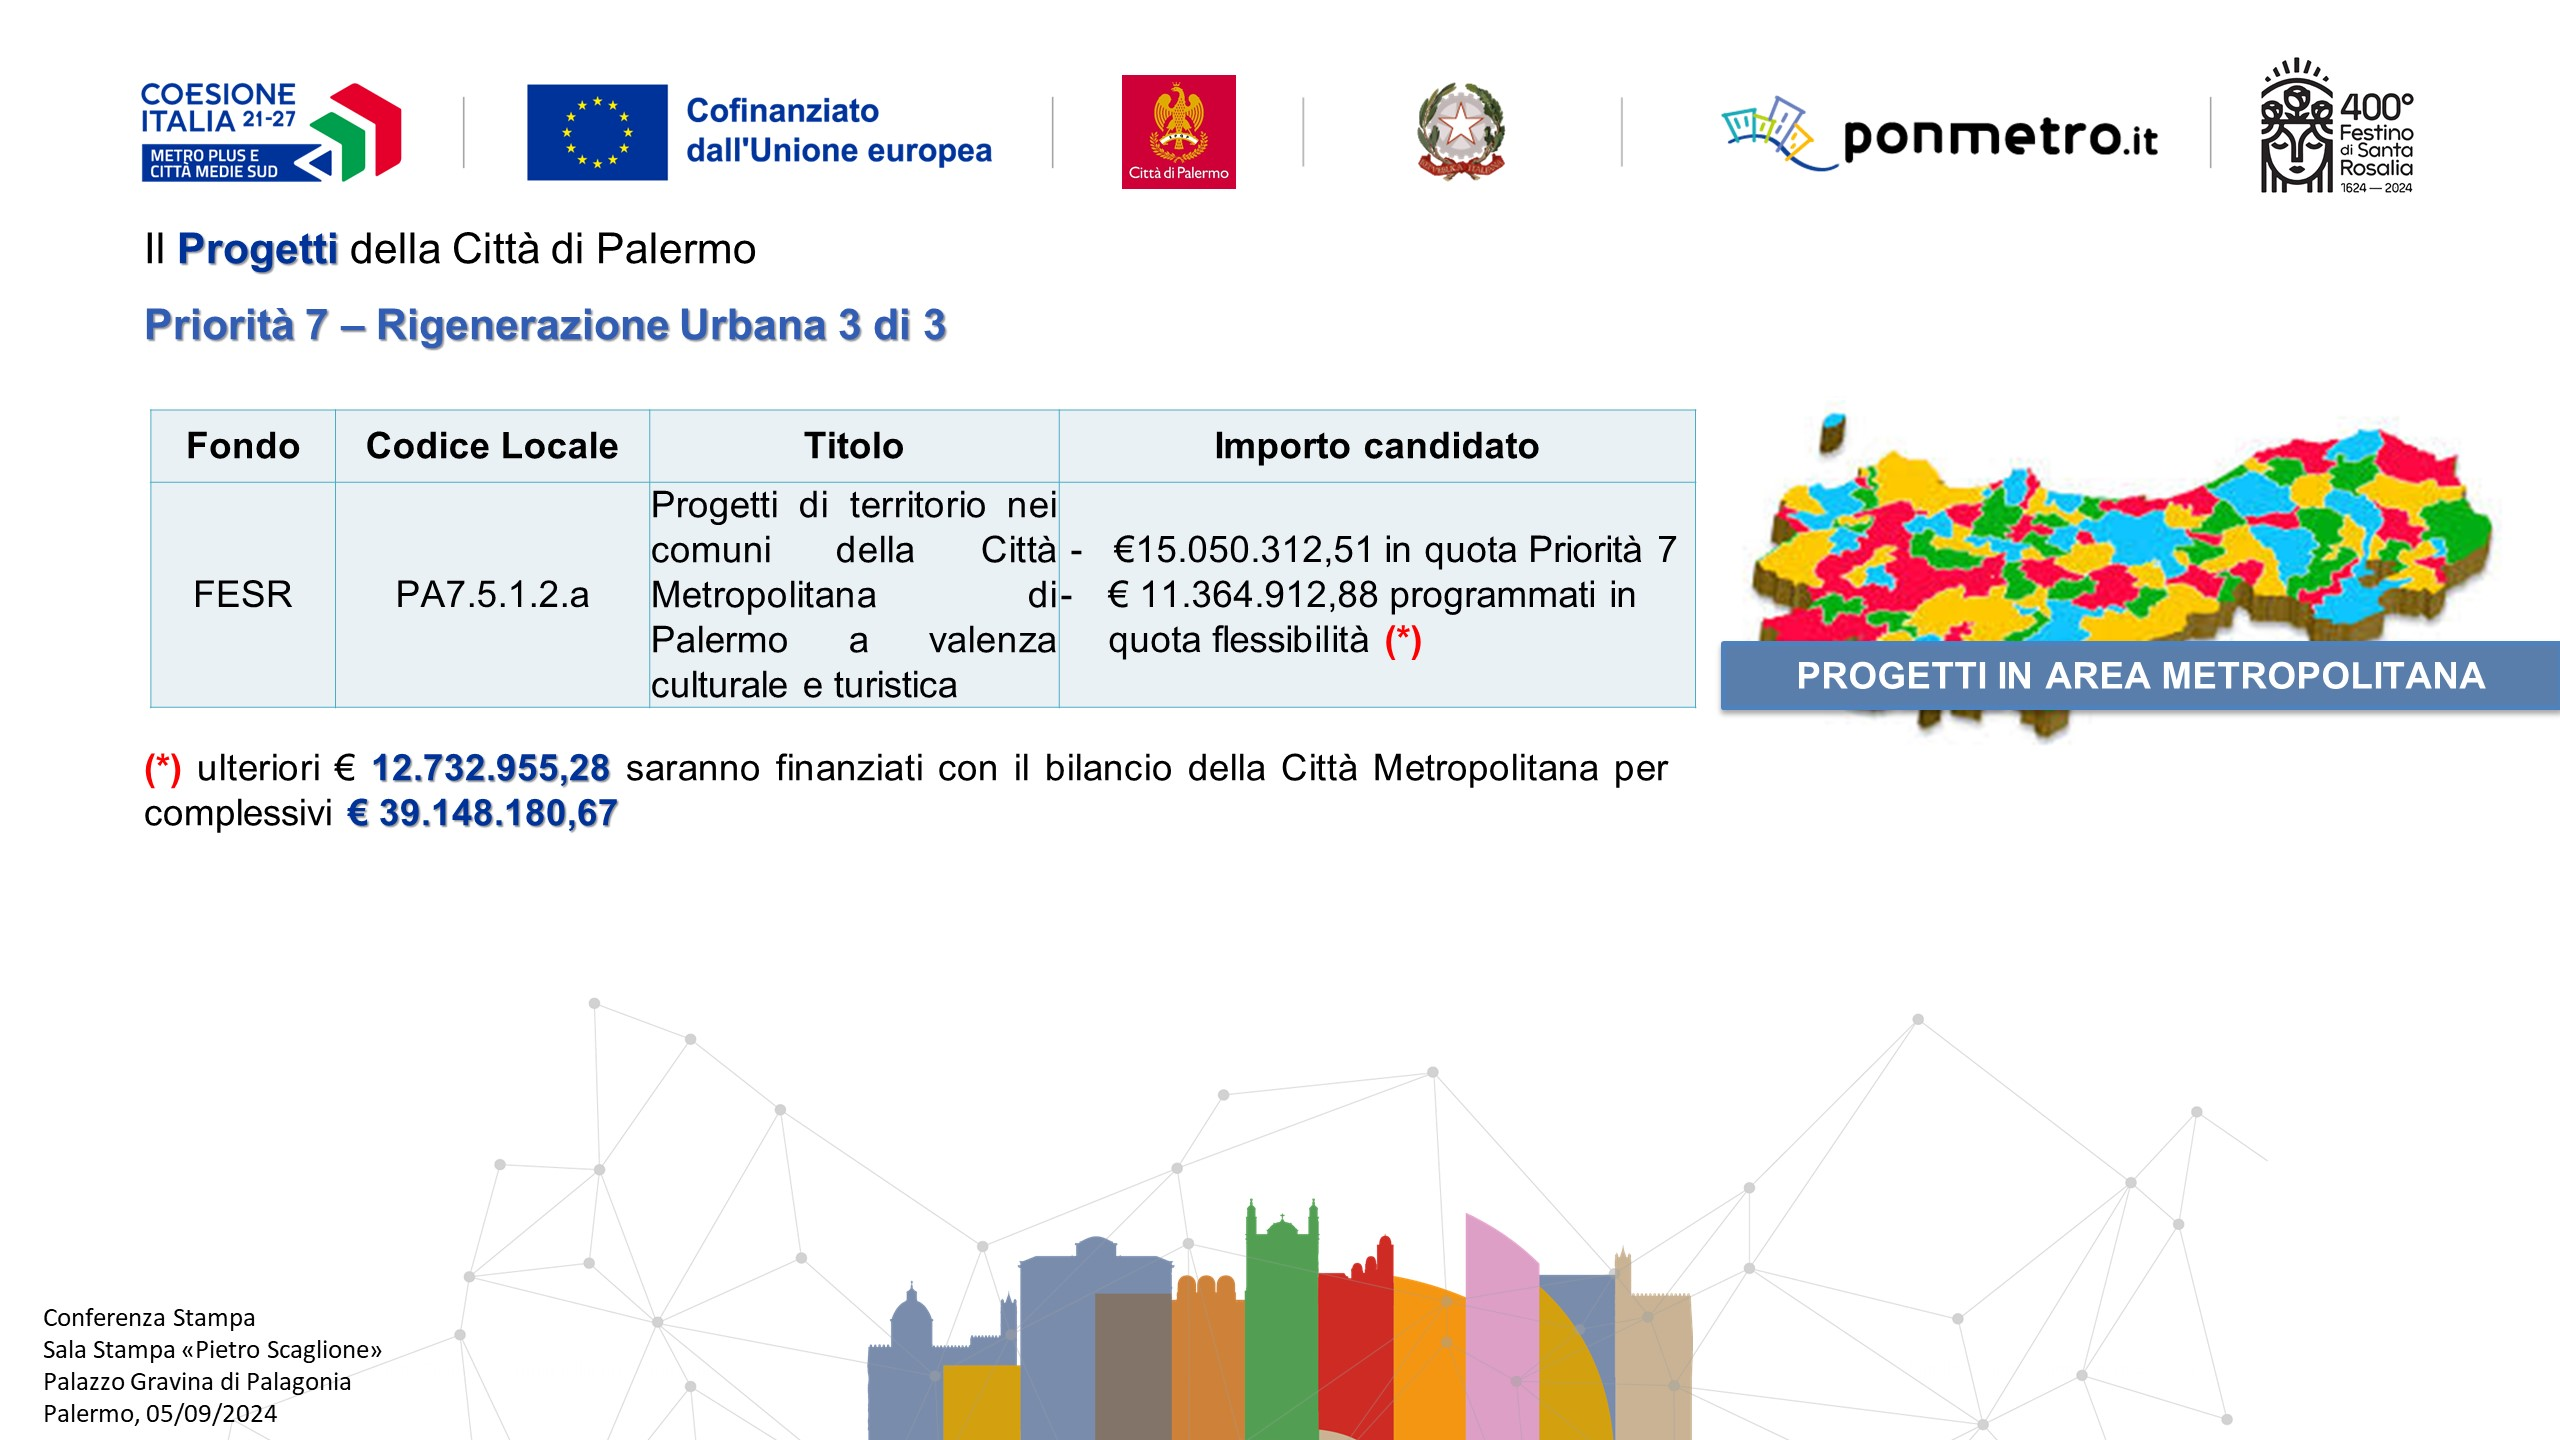 COESIONE
ITALIA 21-27
METRO PLUS E
CITTÀ MEDIE SUD
Cofinanziato
dall'Unione europea
Città di Palermo
ponmetro.it
400°
Festino
di Santa
Rosalia
1624 — 2024
II Progetti della Città di Palermo
Priorità 7 – Rigenerazione Urbana 3 di 3
Fondo Codice Locale Titolo Importo candidato
FESR
PA7.5.1.2.a
Progetti di territorio nei
comuni della Città
Metropolitana di
Palermo a valenza
culturale e turistica
- €15.050.312,51 in quota Priorità 7
- € 11.364.912,88 programmati in
quota flessibilità (*)
PROGETTI IN AREA METROPOLITANA
(*) ulteriori € 12.732.955,28 saranno finanziati con il bilancio della Città Metropolitana per
complessivi € 39.148.180,67
Conferenza Stampa
Sala Stampa «Pietro Scaglione»
Palazzo Gravina di Palagonia
Palermo, 05/09/2024